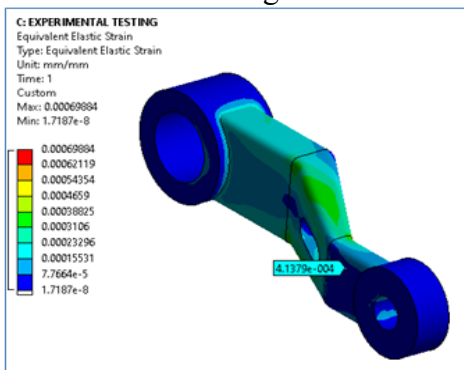 C: EXPERIMENTAL TESTING
Equivalent Elastic Strain
Type: Equivalent Elastic Strain
Unit: mm/mm
Time: 1
Custom
Max: 0.00069884
Min: 1.7187e-8
0.00069884
0.00062119
0.00054354
0.0004659
0.00038825
0.0003106
0.00023296
0.00015531
7.7664e-5
1.7187e-8
4.1379e-004